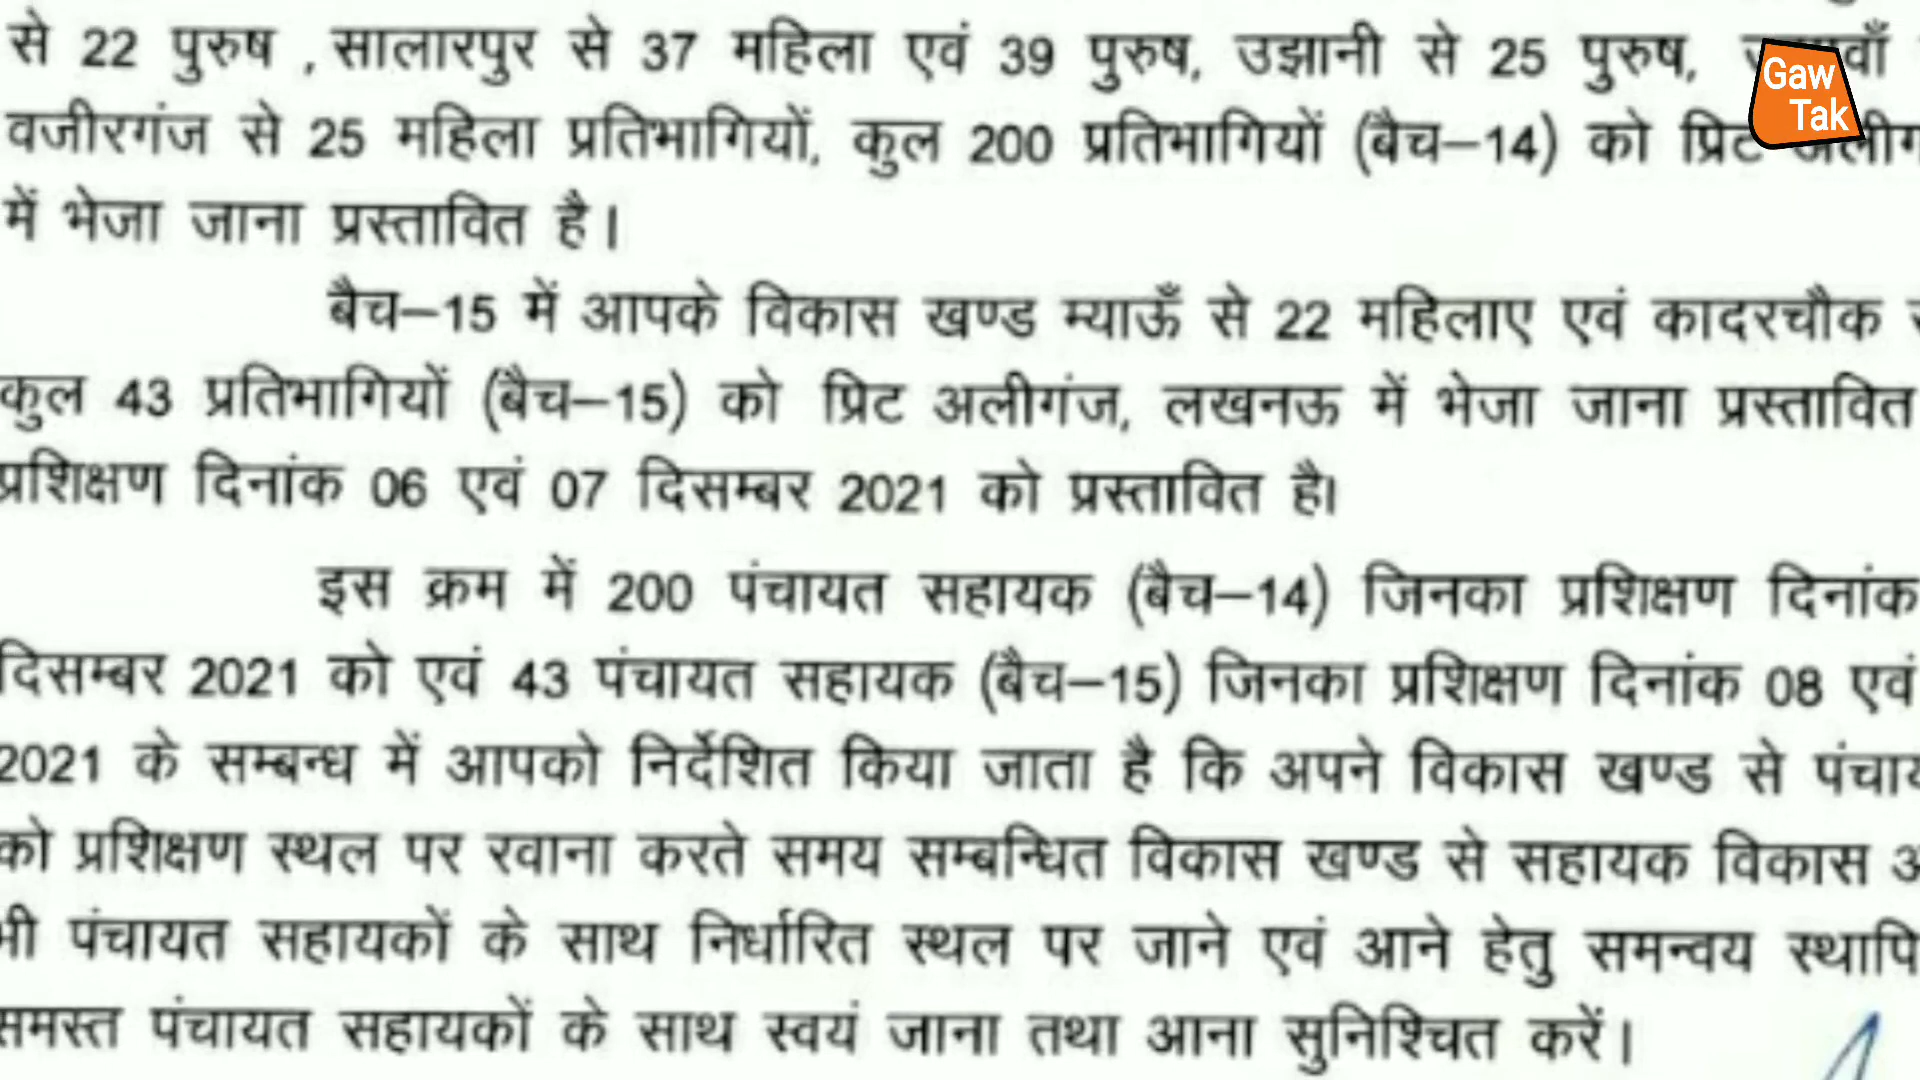 से 22 पुरुष ,सालारपुर से 37 महिला एवं 39 पुरुष, उझानी से 25 पुरुष,
Gaw
Tak
वजीरगंज से 25 महिला प्रतिभागियों, कुल 200 प्रतिभागियों (बैच–14) को प्रिट
में भेजा जाना प्रस्तावित है।
बैच–15 में आपके विकास खण्ड म्याऊँ से 22 महिलाए एवं कादरचौक
कुल 43 प्रतिभागियों (बैच–15) को प्रिट अलीगंज, लखनऊ में भेजा जाना प्रस्तावित
प्रशिक्षण दिनांक 06 एवं 07 दिसम्बर 2021 को प्रस्तावित है।
इस क्रम में 200 पंचायत सहायक (बैच–14) जिनका प्रशिक्षण दिनांक
दिसम्बर 2021 को एवं 43 पंचायत सहायक (बैच–15) जिनका प्रशिक्षण दिनांक 08 एवं
2021 के सम्बन्ध में आपको निर्देशित किया जाता है कि अपने विकास खण्ड से
को प्रशिक्षण स्थल पर रवाना करते समय सम्बन्धित विकास खण्ड से सहायक विकास
भी पंचायत सहायकों के साथ निर्धारित स्थल पर जाने एवं आने हेतु समन्वय
समस्त पंचायत सहायकों के साथ स्वयं जाना तथा आना सुनिश्चित करें।